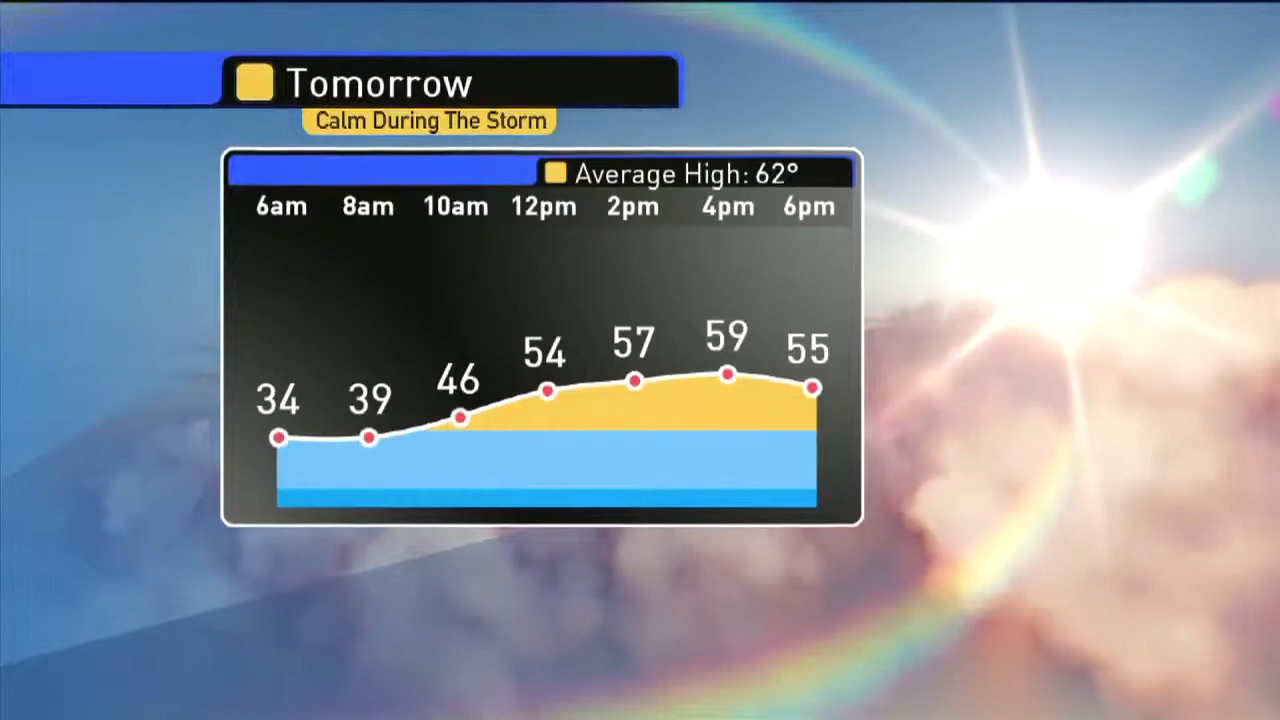 Tomorrow
Calm During The Storm
Average High: 62°
6am 8am 10am 12pm 2pm 4pm 6pm
34 39 46 54 57 59 55